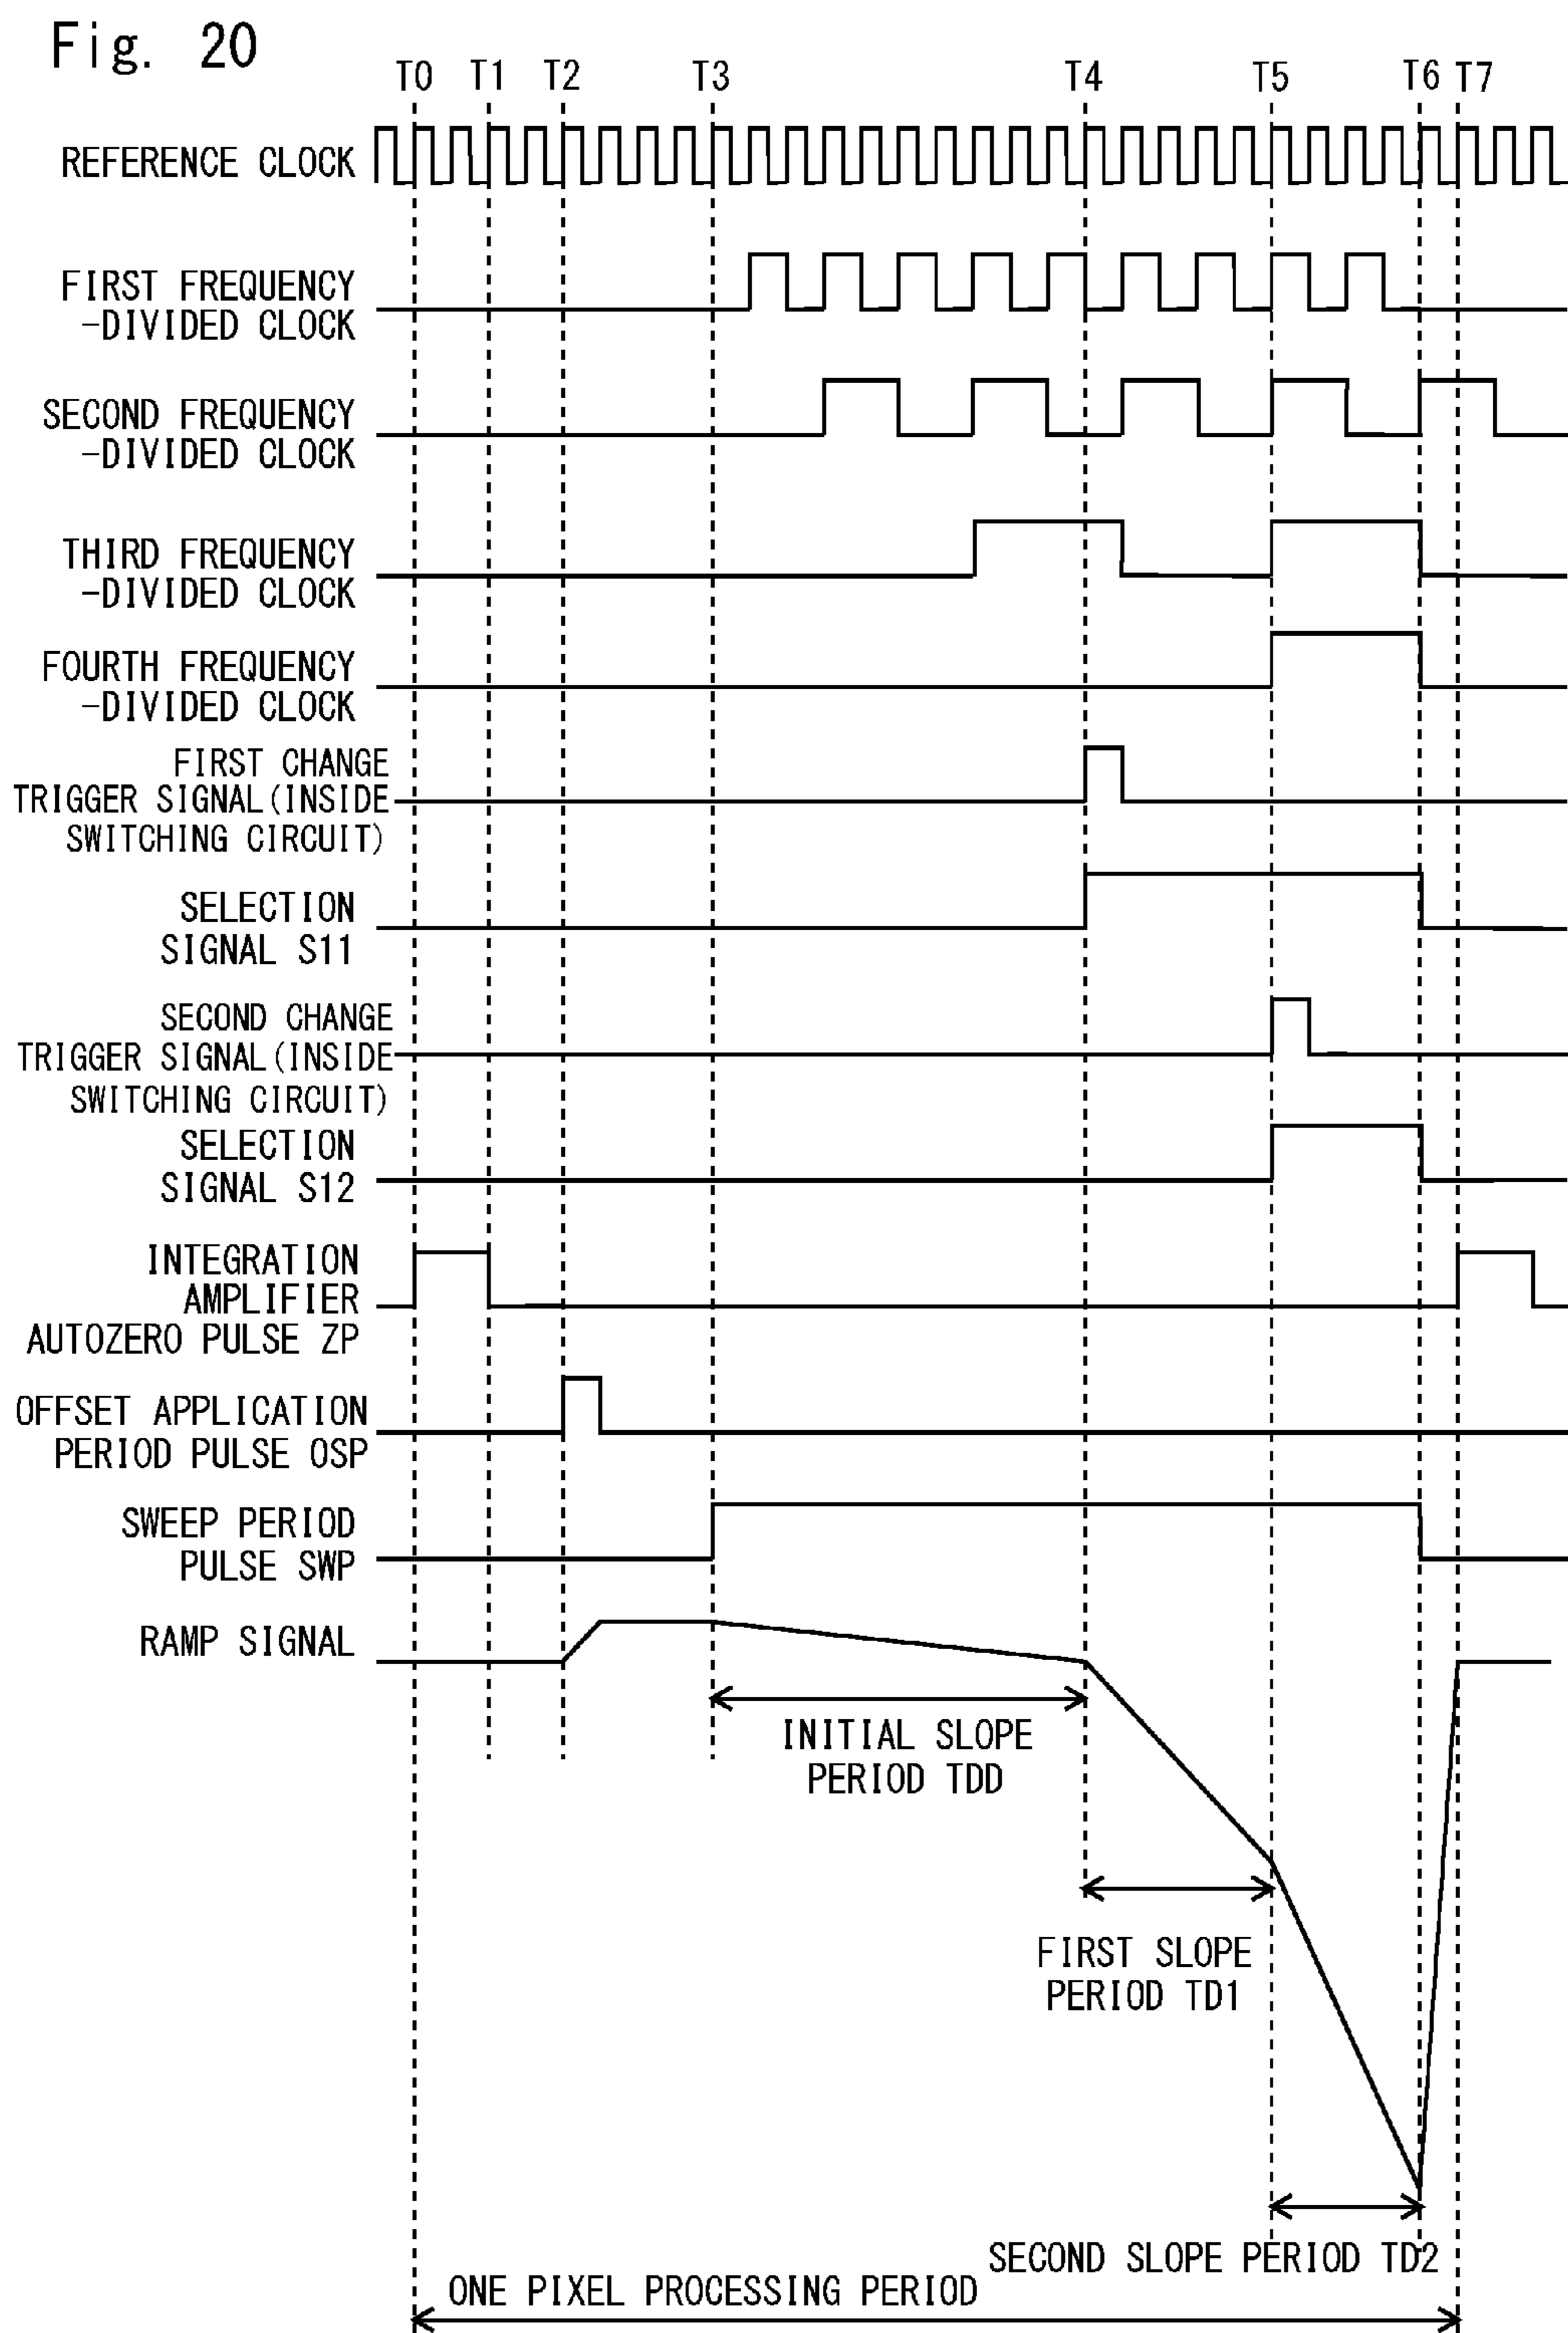 Fig. 20
T0 T1 T2 T3 T4 T5 T6 T7
REFERENCE CLOCK
FIRST FREQUENCY
-DIVIDED CLOCK
SECOND FREQUENCY
-DIVIDED CLOCK
THIRD FREQUENCY
-DIVIDED CLOCK
FOURTH FREQUENCY
-DIVIDED CLOCK
FIRST CHANGE
TRIGGER SIGNAL(INSIDE
SWITCHING CIRCUIT)
SELECTION
SIGNAL S11
SECOND CHANGE
TRIGGER SIGNAL(INSIDE
SWITCHING CIRCUIT)
SELECTION
SIGNAL S12
INTEGRATION
AMPLIFIER
AUTOZERO PULSE ZP
OFFSET APPLICATION
PERIOD PULSE OSP
SWEEP PERIOD
PULSE SWP
RAMP SIGNAL
INITIAL SLOPE
PERIOD TDD
FIRST SLOPE
PERIOD TD1
SECOND SLOPE PERIOD TD2
ONE PIXEL PROCESSING PERIOD